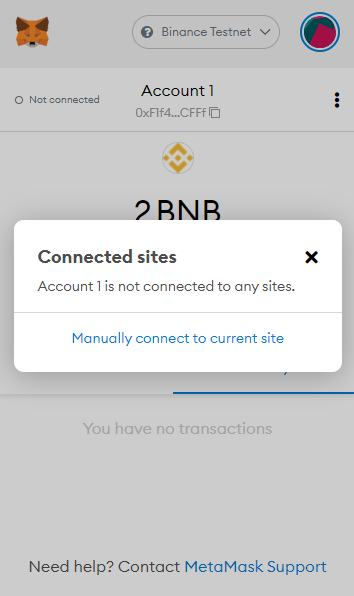 Binance Testnet
Not connected
Account 1
0xF1f4...CFFf
2 BNB
Connected sites
Account 1 is not connected to any sites.
Manually connect to current site
You have no transactions
Need help? Contact MetaMask Support